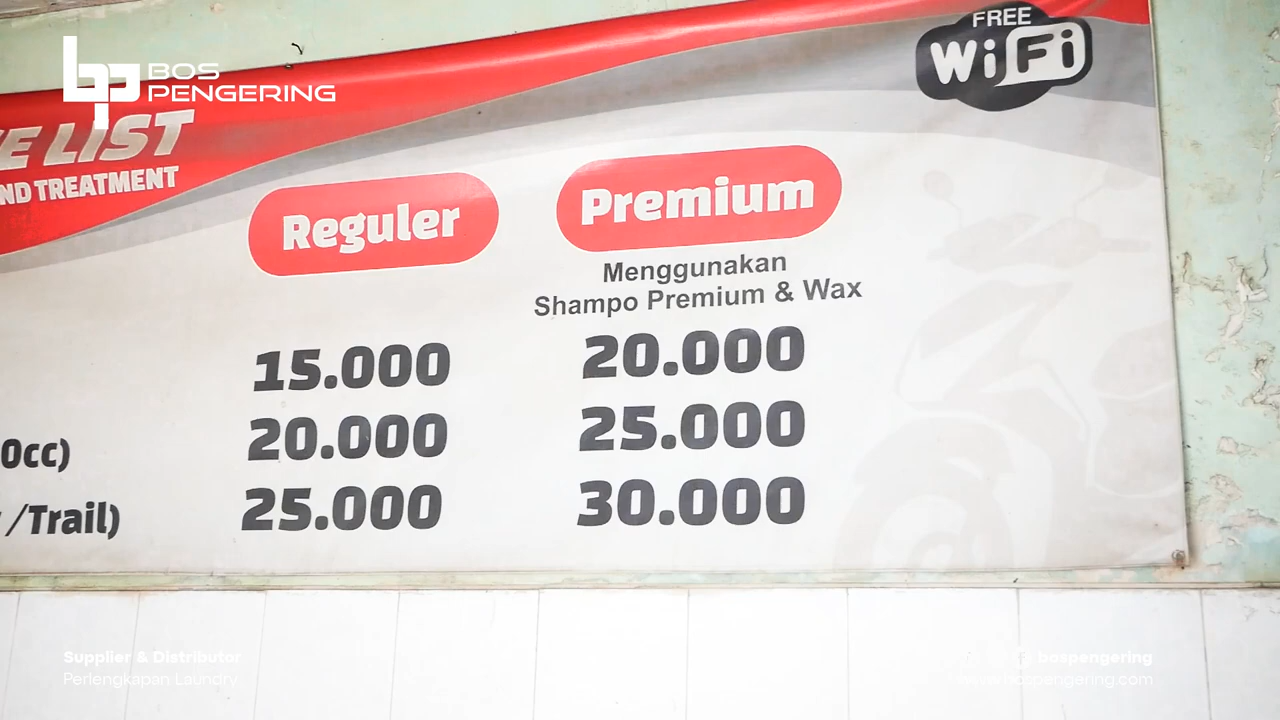 FREE
WiFi
BOS
PENGERING
E LIST
ND TREATMENT
Reguler
Premium
Menggunakan
Shampo Premium & Wax
15.000
20.000
0cc)
20.000
25.000
/Trail)
25.000
30.000
Supplier & Distributor
Perlengkapan Laundry
bospengering
www.bospengering.com